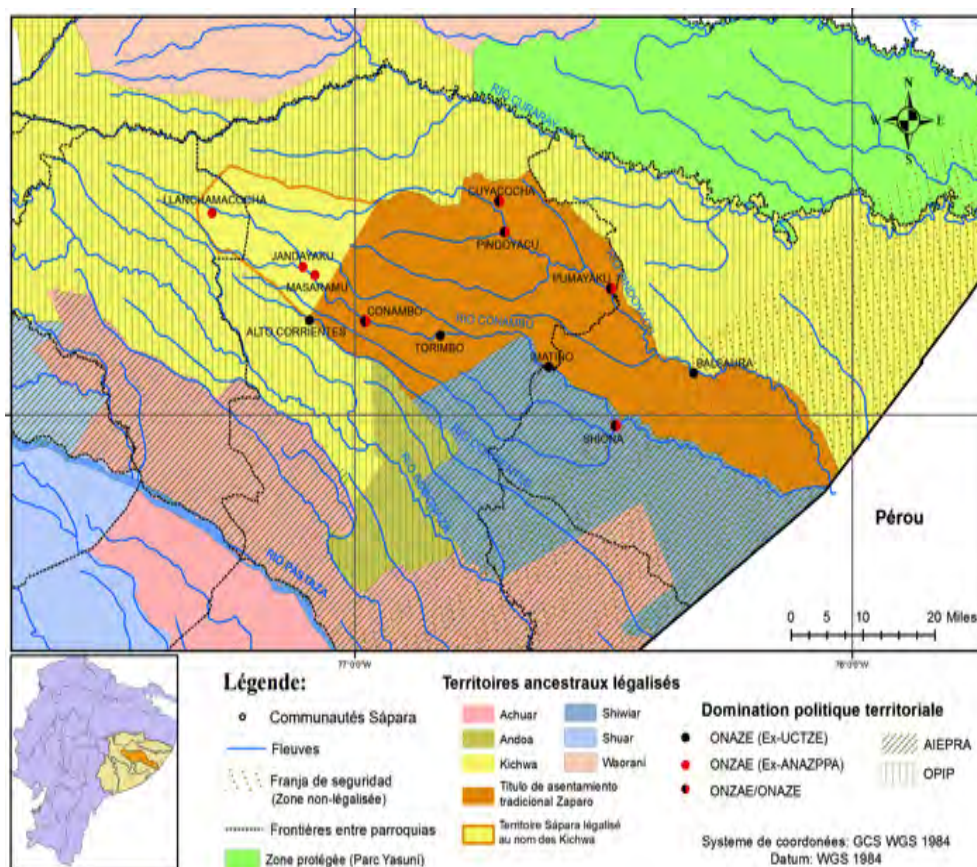 RIO CURARAY
N
W E
S
LLANCHAMACOCHA
CUYACOCHA
PINDOYACU
JANDAYAKU
MASARAMU
PUMAYAKU
ALTO CORRIENTES
CONAMBO
RIO CONAMBO
TORIMBO
IMATIÑO
BALSAURA
SHIONA
RIO CORRIENTES
RIO PASTAZA
Pérou
0 5 10 20 Miles
77°0'0"W
76°0'0"W
Légende:
Communautés Sápara
Fleuves
Franja de seguridad
(Zone non-légalisée)
Frontières entre parroquias
Zone protégée (Parc Yasuni)
Territoires ancestraux légalisés
Achuar
Andoa
Kichwa
Shiwiar
Shuar
Waorani
Titulo de asentamiento
tradicional Zaparo
Territoire Sápara légalisé
au nom des Kichwa
Domination politique territoriale
ONAZE (Ex-UCTZE)
ONZAE (Ex-ANAZPPA)
ONZAE/ONAZE
AIEPRA
OPIP
Systeme de coordonées: GCS WGS 1984
Datum: WGS 1984